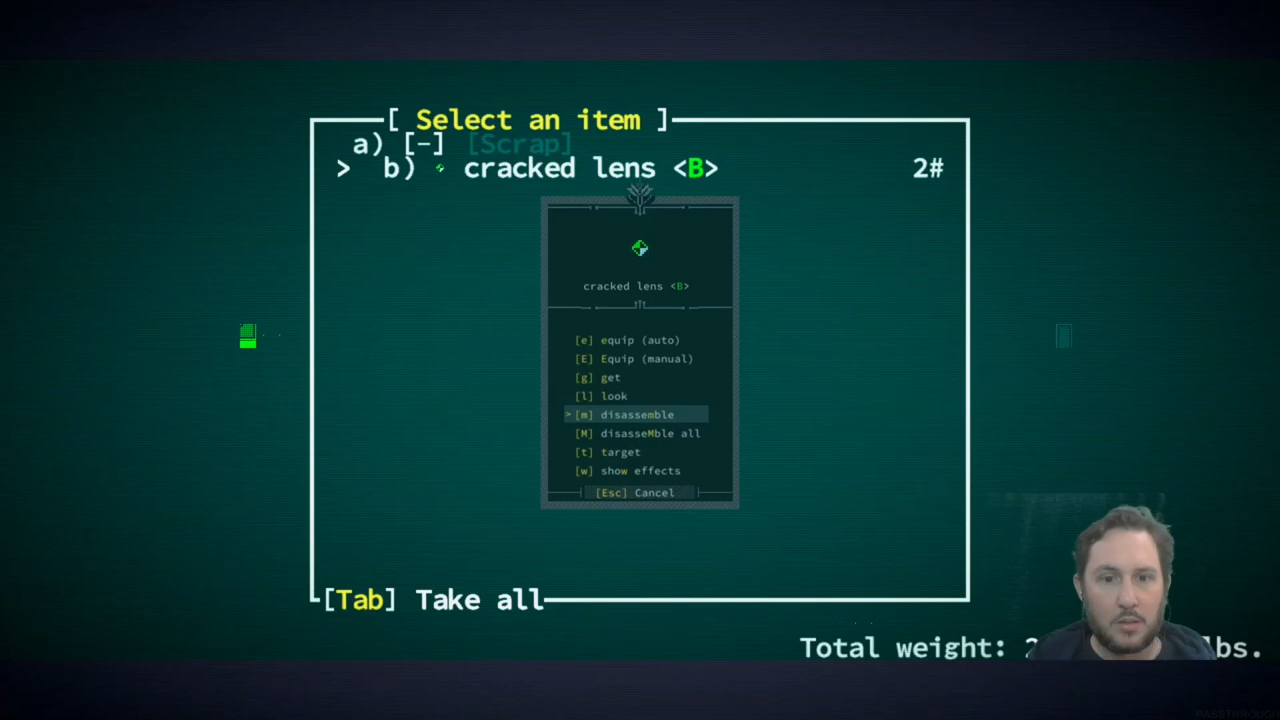 [ Select an item ]
a) [-] [Scrap]
> b) cracked lens <B> 2#
cracked lens <B>
[e] equip (auto)
[E] Equip (manual)
[g] get
[l] look
> [m] disassemble
[M] disasseMble all
[t] target
[w] show effects
[Esc] Cancel
[Tab] Take all
Total weight: lbs.